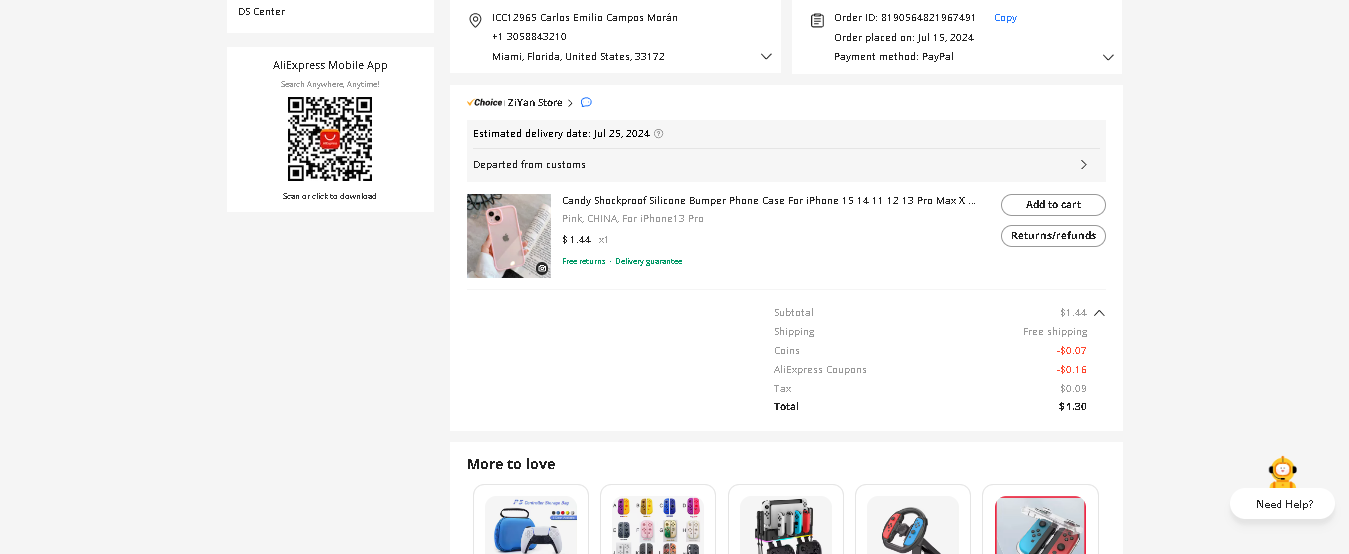 DS Center
AliExpress Mobile App
Search Anywhere, Anytime!
Scan or click to download
ICC12965 Carlos Emilio Campos Morán
+1 3058843210
Miami, Florida, United States, 33172
Order ID: 8190564821967491 Copy
Order placed on: Jul 15, 2024
Payment method: PayPal
Choice ZiYan Store
Estimated delivery date: Jul 25, 2024
Departed from customs
Candy Shockproof Silicone Bumper Phone Case For iPhone 15 14 11 12 13 Pro Max X ...
Pink, CHINA, For iPhone13 Pro
$1.44 x1
Free returns · Delivery guarantee
Add to cart
Returns/refunds
Subtotal $1.44
Shipping Free shipping
Coins -$0.07
AliExpress Coupons -$0.16
Tax $0.09
Total $1.30
More to love
Controller Storage Bag
Need Help?